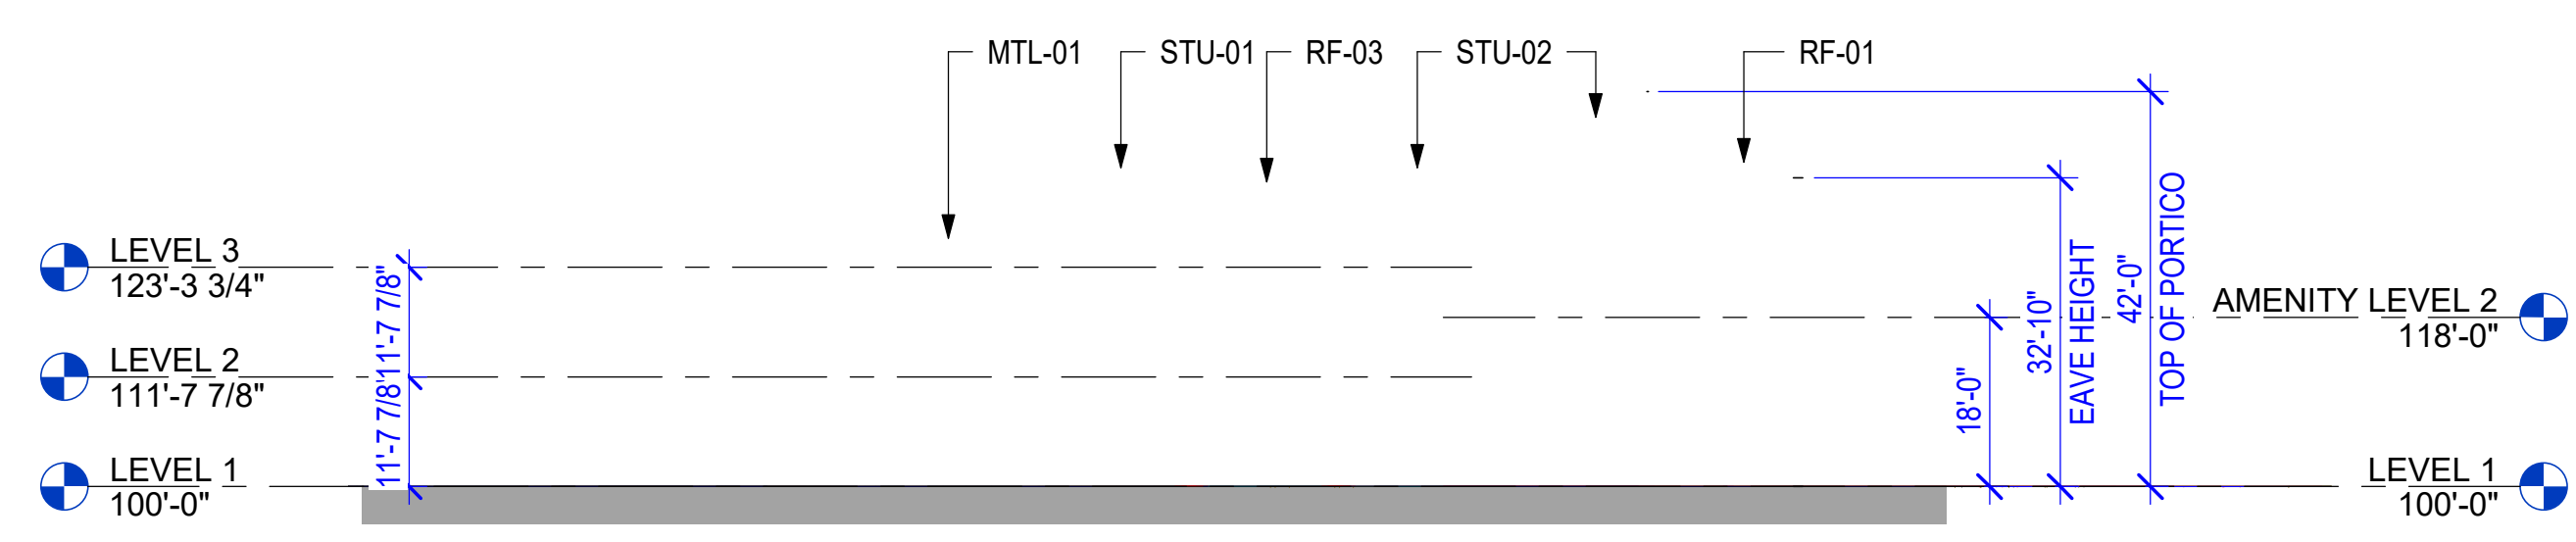 MTL-01
STU-01
RF-03
STU-02
RF-01
LEVEL 3
123'-3 3/4"
LEVEL 2
111'-7 7/8"
LEVEL 1
100'-0"
11'-7 7/8"
11'-7 7/8"
18'-0"
32'-10"
EAVE HEIGHT
42'-0"
TOP OF PORTICO
AMENITY LEVEL 2
118'-0"
LEVEL 1
100'-0"